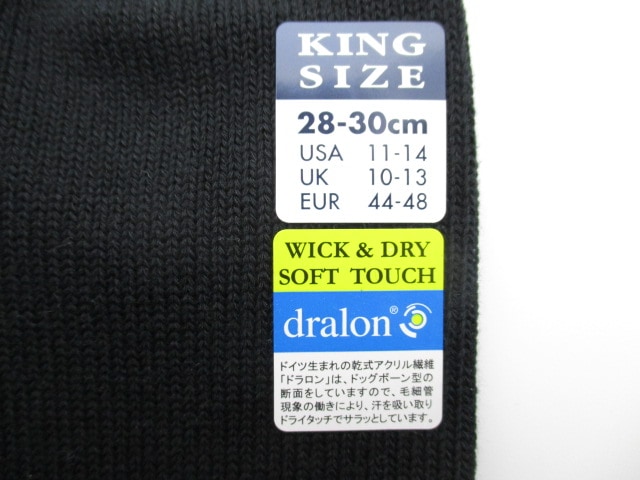 KING
SIZE
28-30cm
USA 11-14
UK 10-13
EUR 44-48
WICK & DRY
SOFT TOUCH
dralon®
ドイツ生まれの乾式アクリル繊維
「ドラロン」は、ドッグボーン型の
断面をしていますので、毛細管
現象の働きにより、汗を吸い取り
ドライタッチでサラッとしています。